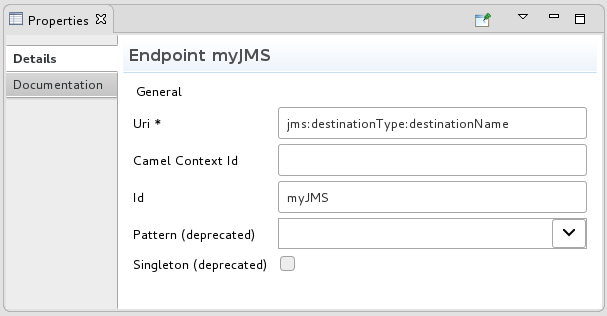 Properties
Details
Documentation
Endpoint myJMS
General
Uri * jms:destinationType:destinationName
Camel Context Id
Id myJMS
Pattern (deprecated)
Singleton (deprecated)